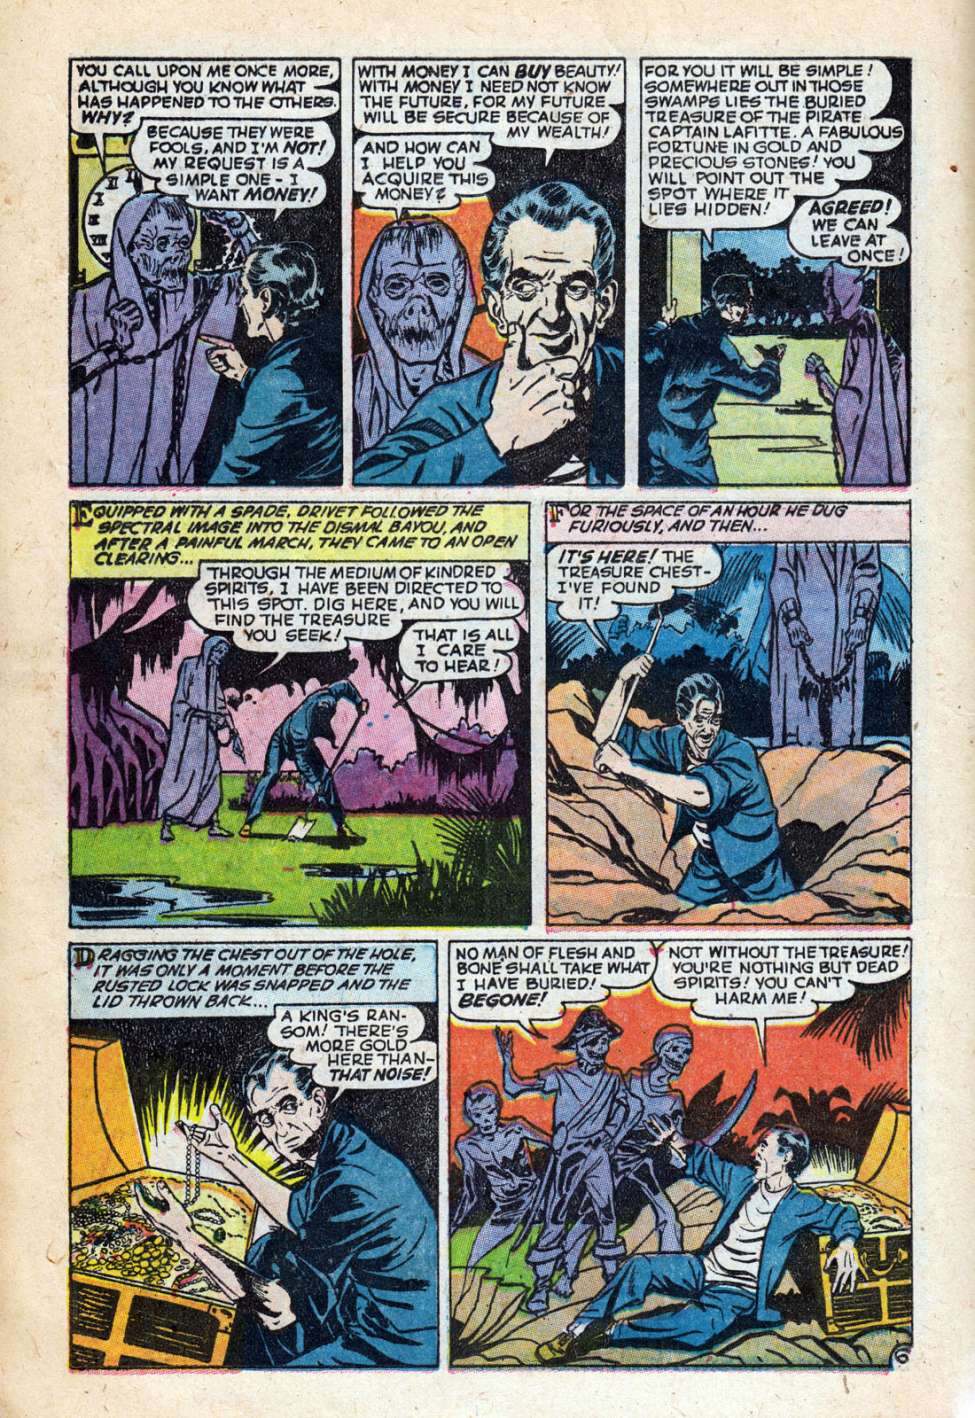 YOU CALL UPON ME ONCE MORE,
ALTHOUGH YOU KNOW WHAT
HAS HAPPENED TO THE OTHERS.
WHY?
BECAUSE THEY WERE
FOOLS, AND I'M NOT!
MY REQUEST IS A
SIMPLE ONE - I
WANT MONEY!
WITH MONEY I CAN BUY BEAUTY!
WITH MONEY I NEED NOT KNOW
THE FUTURE, FOR MY FUTURE
WILL BE SECURE BECAUSE OF
MY WEALTH!
AND HOW CAN
I HELP YOU
ACQUIRE THIS
MONEY?
FOR YOU IT WILL BE SIMPLE!
SOMEWHERE OUT IN THOSE
SWAMPS LIES THE BURIED
TREASURE OF THE PIRATE
CAPTAIN LAFITTE. A FABULOUS
FORTUNE IN GOLD AND
PRECIOUS STONES! YOU
WILL POINT OUT THE
SPOT WHERE IT
LIES HIDDEN!
AGREED!
WE CAN
LEAVE AT
ONCE!
EQUIPPED WITH A SPADE, DRIVET FOLLOWED THE
SPECTRAL IMAGE INTO THE DISMAL BAYOU, AND
AFTER A PAINFUL MARCH, THEY CAME TO AN OPEN
CLEARING...
THROUGH THE MEDIUM OF KINDRED
SPIRITS, I HAVE BEEN DIRECTED TO
THIS SPOT. DIG HERE, AND YOU WILL
FIND THE TREASURE
YOU SEEK!
THAT IS ALL
I CARE
TO HEAR!
FOR THE SPACE OF AN HOUR HE DUG
FURIOUSLY, AND THEN...
IT'S HERE! THE
TREASURE CHEST-
I'VE FOUND
IT!
DRAGGING THE CHEST OUT OF THE HOLE,
IT WAS ONLY A MOMENT BEFORE THE
RUSTED LOCK WAS SNAPPED AND THE
LID THROWN BACK...
A KING'S RAN-
SOM! THERE'S
MORE GOLD
HERE THAN-
THAT NOISE!
NO MAN OF FLESH AND
BONE SHALL TAKE WHAT
I HAVE BURIED!
BEGONE!
NOT WITHOUT THE TREASURE!
YOU'RE NOTHING BUT DEAD
SPIRITS! YOU CAN'T
HARM ME!
6